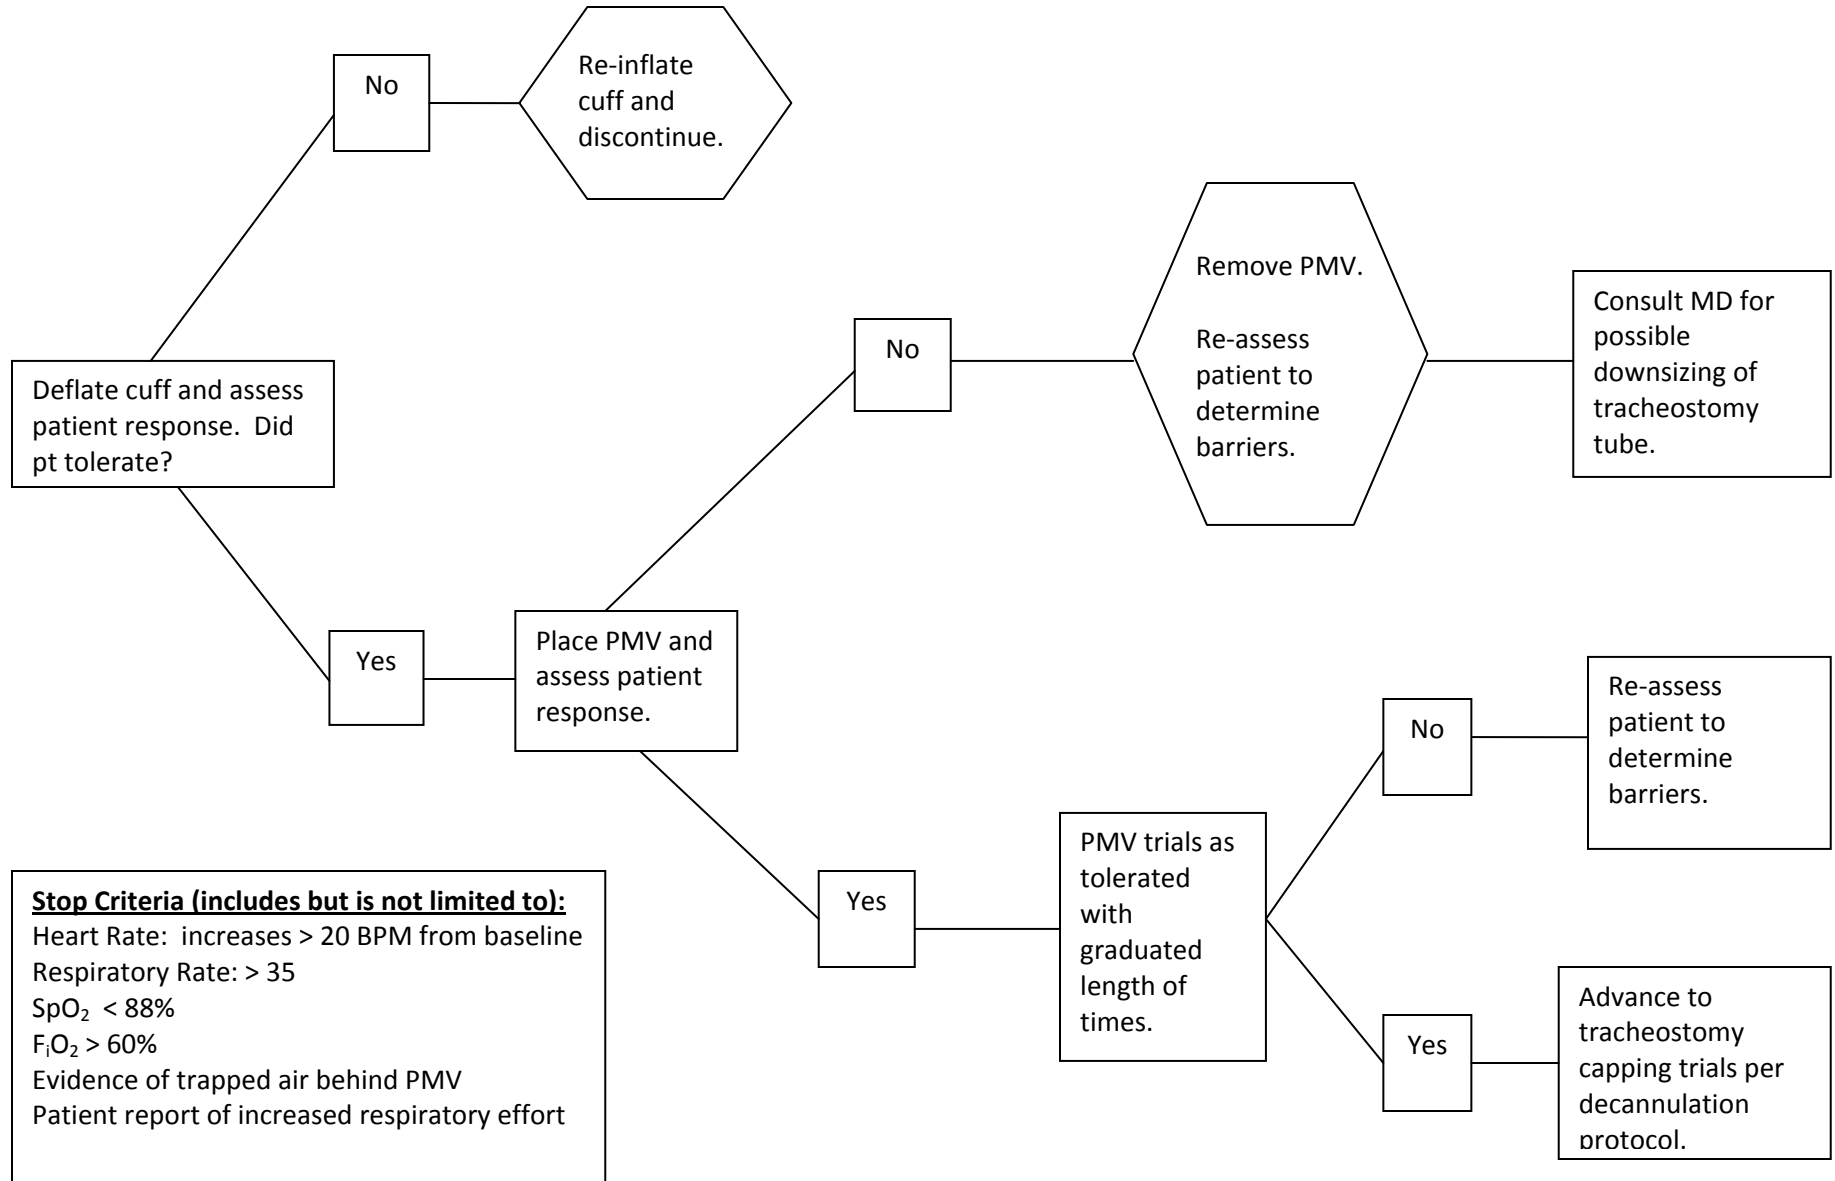 No
Re-inflate
cuff and
discontinue.
Deflate cuff and assess
patient response.  Did
pt tolerate?
Yes
Place PMV and
assess patient
response.
No
Remove PMV.
Re-assess
patient to
determine
barriers.
Consult MD for
possible
downsizing of
tracheostomy
tube.
Yes
PMV trials as
tolerated
with
graduated
length of
times.
No
Re-assess
patient to
determine
barriers.
Yes
Advance to
tracheostomy
capping trials per
decannulation
protocol.
Stop Criteria (includes but is not limited to):
Heart Rate:  increases > 20 BPM from baseline
Respiratory Rate: > 35
SpO₂  < 88%
FᵢO₂ > 60%
Evidence of trapped air behind PMV
Patient report of increased respiratory effort